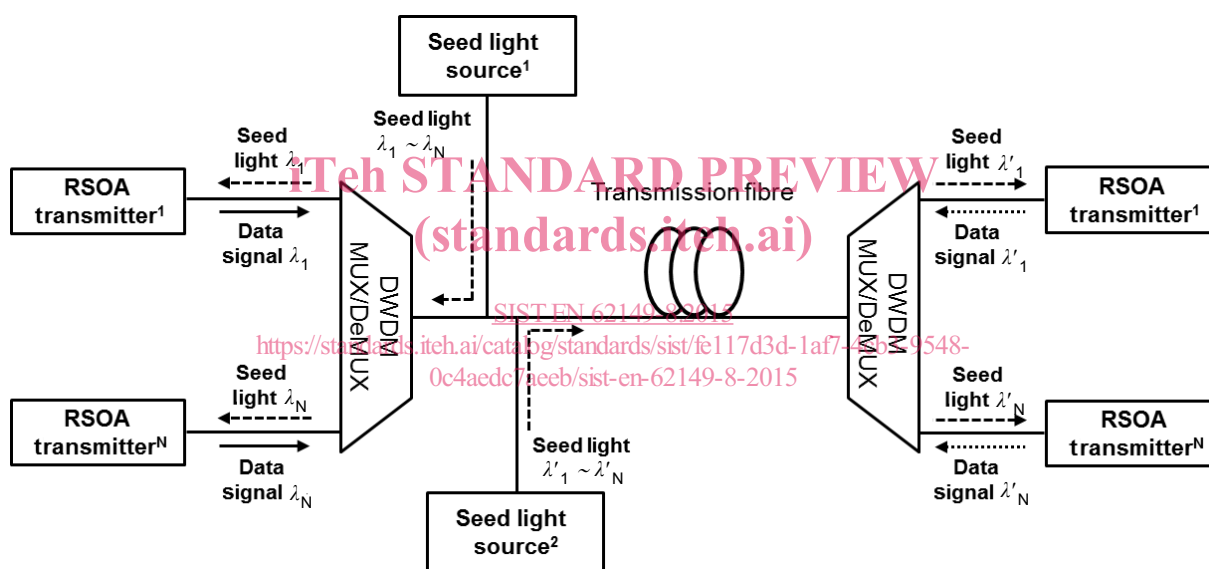 Seed light
source¹
Seed light
λ₁ ~ λN
Seed
light λ₁
RSOA
transmitter¹
Data
signal λ₁
iTeh STANDARD PREVIEW
(standards.iteh.ai)
Transmission fibre
Seed
light λ′₁
RSOA
transmitter¹
Data
signal λ′₁
DWDM
MUX/DeMUX
DWDM
MUX/DeMUX
SIST EN 62149-8:2015
https://standards.iteh.ai/catalog/standards/sist/fe117d3d-1af7-4eb3-9548-
0c4aedc7aeeb/sist-en-62149-8-2015
Seed
light λN
RSOA
transmitterᴺ
Data
signal λN
Seed light
λ′₁ ~ λ′N
Seed light
source²
Seed
light λ′N
RSOA
transmitterᴺ
Data
signal λ′N